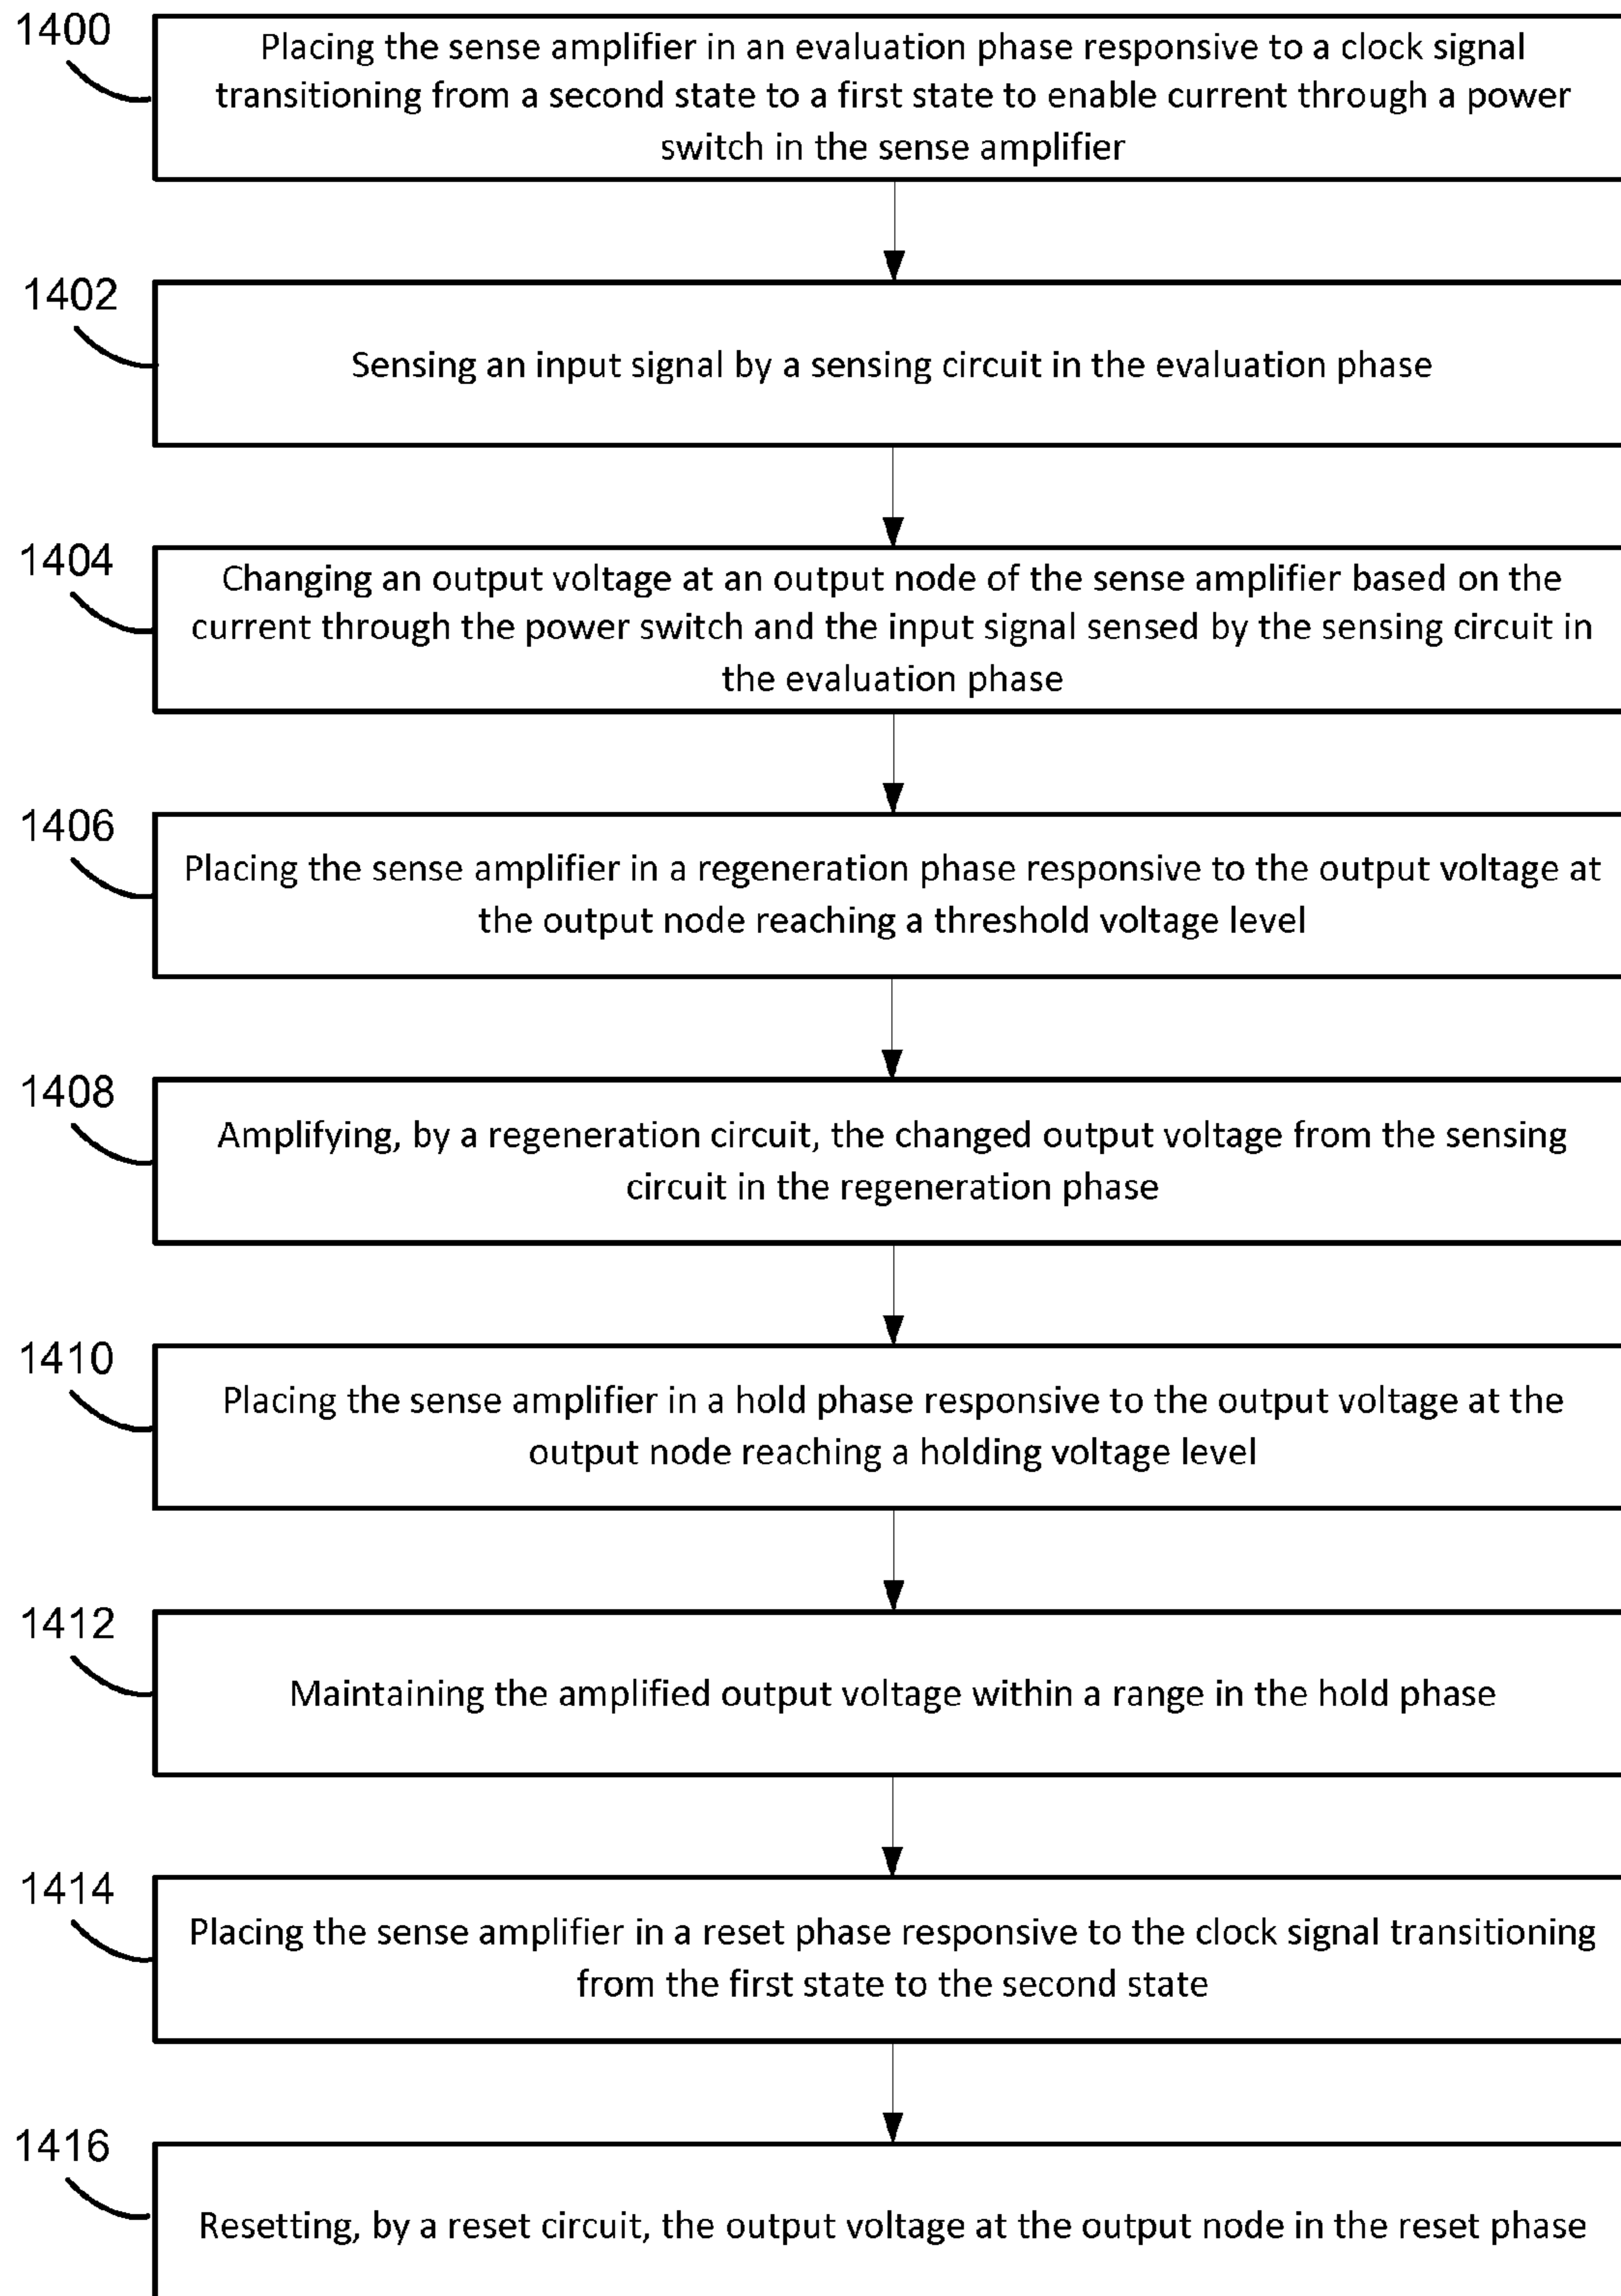 1400
Placing the sense amplifier in an evaluation phase responsive to a clock signal
transitioning from a second state to a first state to enable current through a power
switch in the sense amplifier
1402
Sensing an input signal by a sensing circuit in the evaluation phase
1404
Changing an output voltage at an output node of the sense amplifier based on the
current through the power switch and the input signal sensed by the sensing circuit in
the evaluation phase
1406
Placing the sense amplifier in a regeneration phase responsive to the output voltage at
the output node reaching a threshold voltage level
1408
Amplifying, by a regeneration circuit, the changed output voltage from the sensing
circuit in the regeneration phase
1410
Placing the sense amplifier in a hold phase responsive to the output voltage at the
output node reaching a holding voltage level
1412
Maintaining the amplified output voltage within a range in the hold phase
1414
Placing the sense amplifier in a reset phase responsive to the clock signal transitioning
from the first state to the second state
1416
Resetting, by a reset circuit, the output voltage at the output node in the reset phase